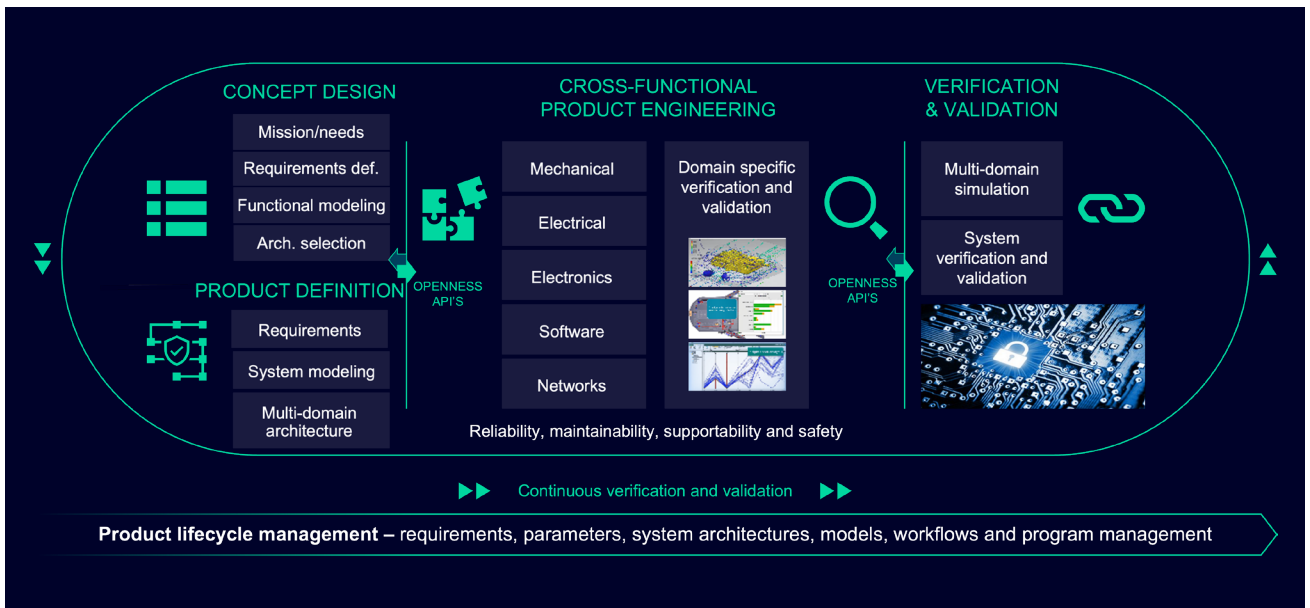 CONCEPT DESIGN
Mission/needs
Requirements def.
Functional modeling
Arch. selection
PRODUCT DEFINITION
Requirements
System modeling
Multi-domain
architecture
OPENNESS
API'S
CROSS-FUNCTIONAL
PRODUCT ENGINEERING
Mechanical
Electrical
Electronics
Software
Networks
Domain specific
verification and
validation
Reliability, maintainability, supportability and safety
OPENNESS
API'S
VERIFICATION
& VALIDATION
Multi-domain
simulation
System
verification and
validation
Continuous verification and validation
Product lifecycle management – requirements, parameters, system architectures, models, workflows and program management